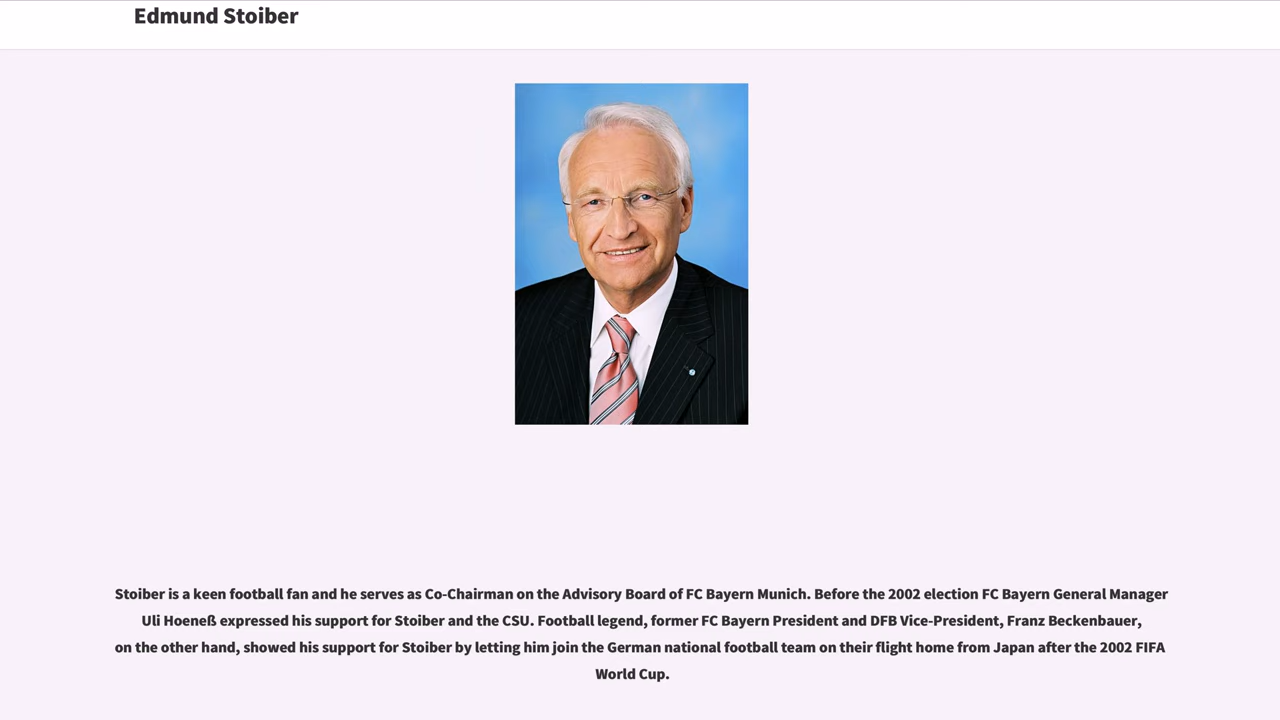 Edmund Stoiber
Stoiber is a keen football fan and he serves as Co-Chairman on the Advisory Board of FC Bayern Munich. Before the 2002 election FC Bayern General Manager
Uli Hoeneß expressed his support for Stoiber and the CSU. Football legend, former FC Bayern President and DFB Vice-President, Franz Beckenbauer,
on the other hand, showed his support for Stoiber by letting him join the German national football team on their flight home from Japan after the 2002 FIFA
World Cup.